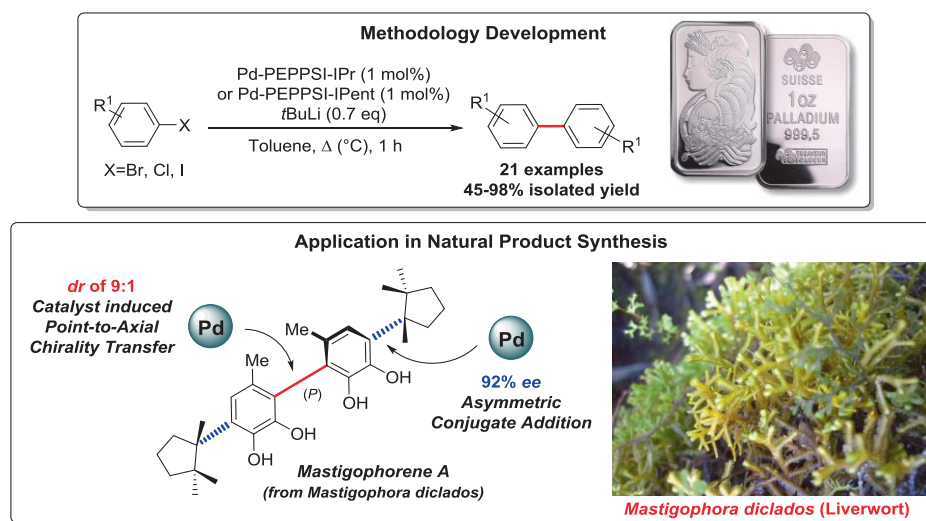 Methodology Development
Pd-PEPPSI-IPr (1 mol%)
or Pd-PEPPSI-IPent (1 mol%)
tBuLi (0.7 eq)
Toluene, Δ (°C), 1 h
R¹
X
X=Br, Cl, I
R¹
R¹
21 examples
45-98% isolated yield
SUISSE
1oz
PALLADIUM
999,5
Application in Natural Product Synthesis
dr of 9:1
Catalyst induced
Point-to-Axial
Chirality Transfer
Pd
Me
Me
(P)
OH
OH
OH
OH
Pd
92% ee
Asymmetric
Conjugate Addition
Mastigophorene A
(from Mastigophora diclados)
Mastigophora diclados (Liverwort)